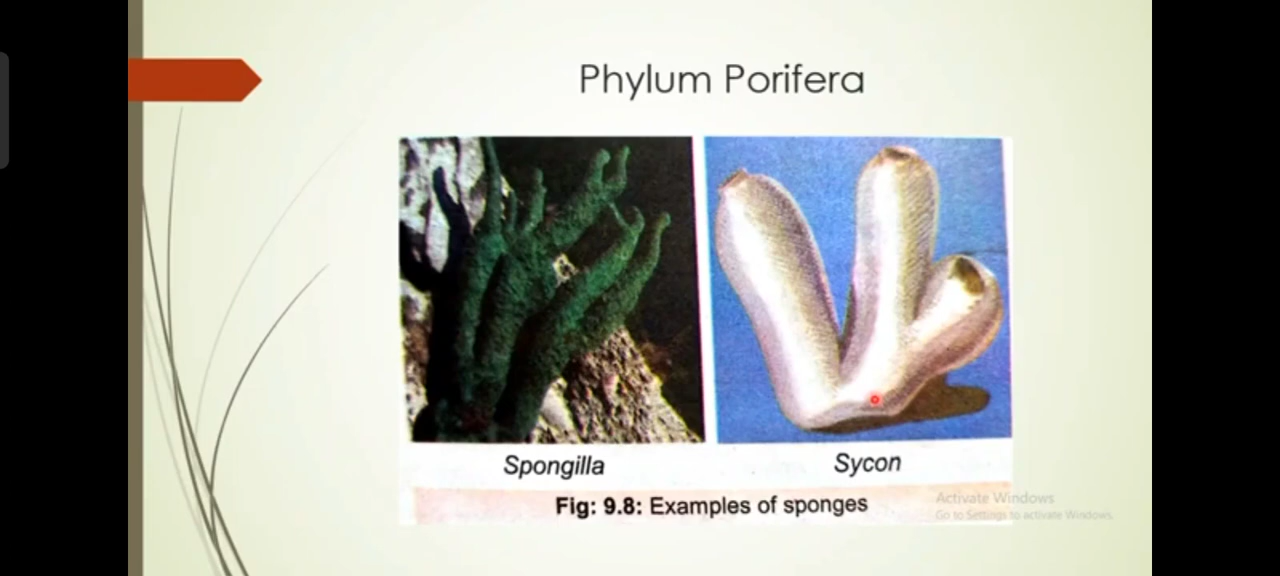 Phylum Porifera
Spongilla
Sycon
Fig: 9.8: Examples of sponges
Activate Windows
Go to Settings to activate Windows.